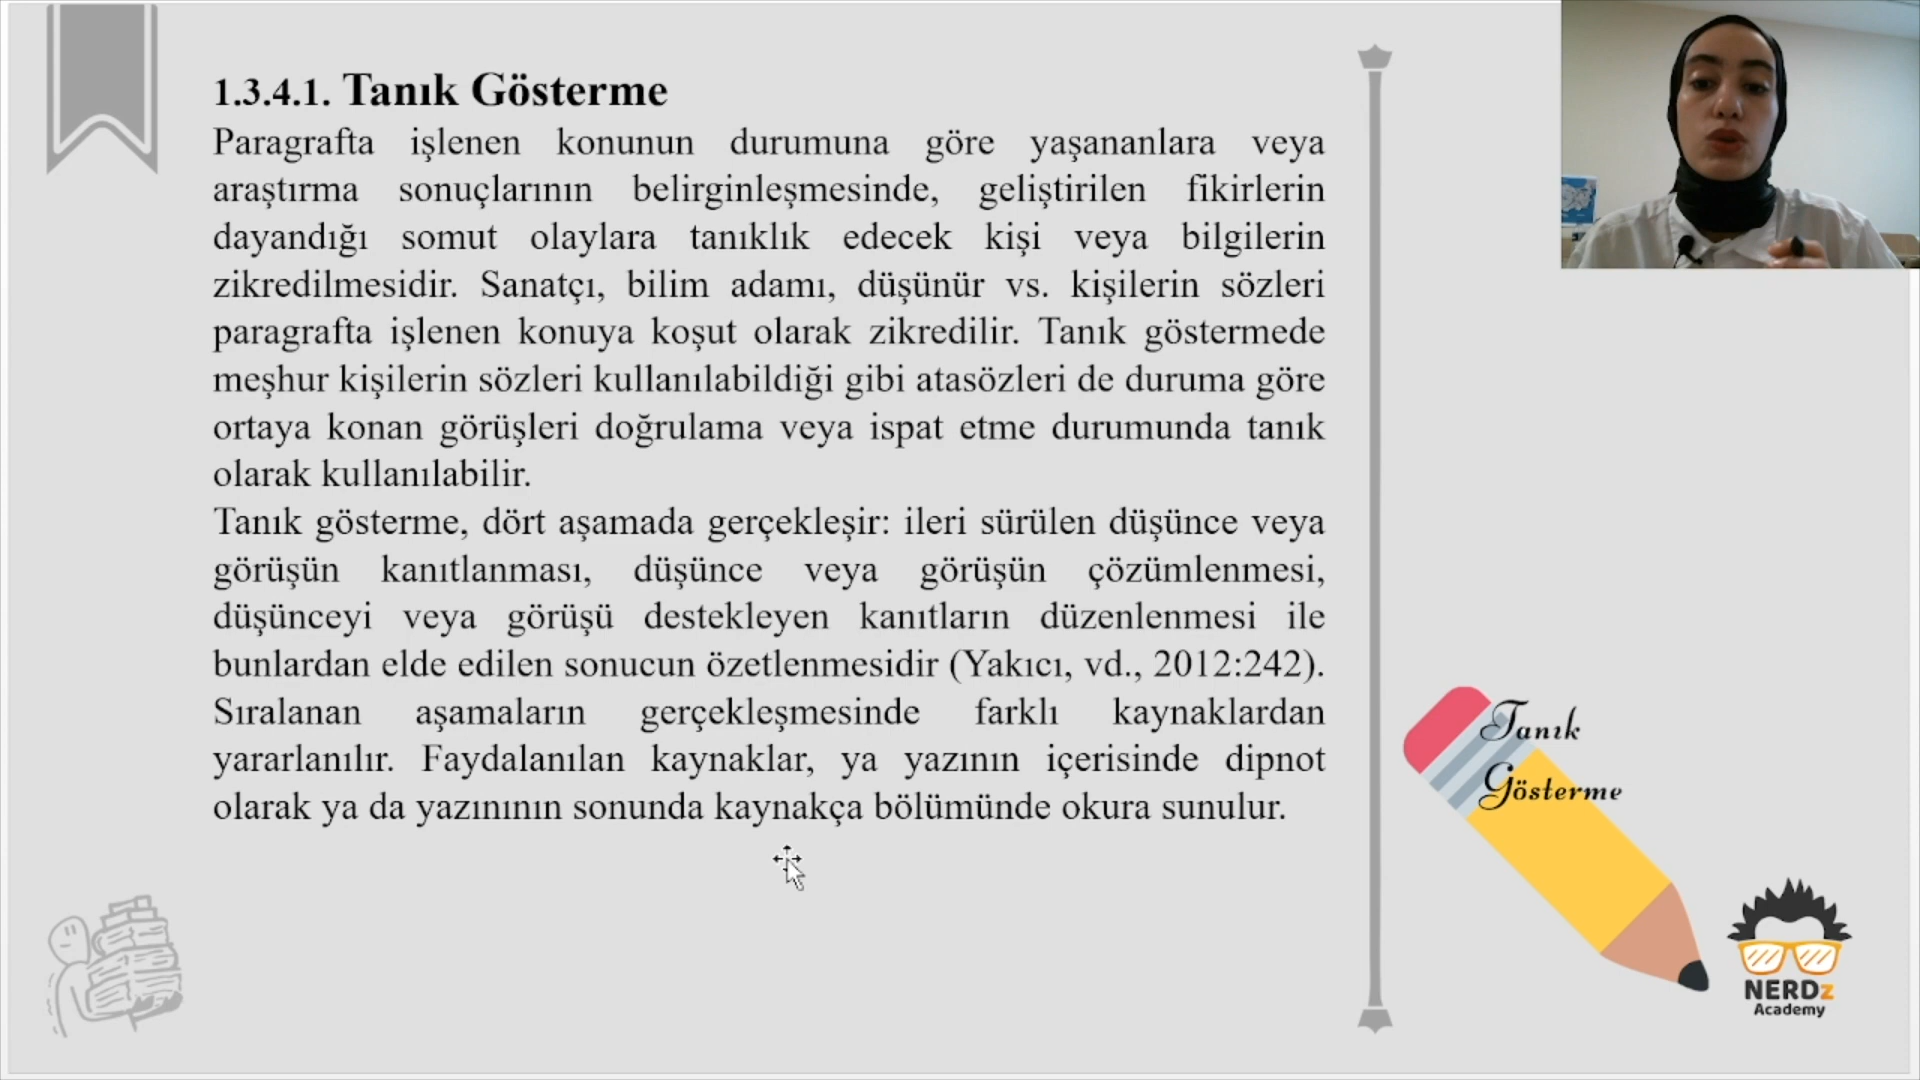 1.3.4.1. Tanık Gösterme
Paragrafta işlenen konunun durumuna göre yaşananlara veya
araştırma sonuçlarının belirginleşmesinde, geliştirilen fikirlerin
dayandığı somut olaylara tanıklık edecek kişi veya bilgilerin
zikredilmesidir. Sanatçı, bilim adamı, düşünür vs. kişilerin sözleri
paragrafta işlenen konuya koşut olarak zikredilir. Tanık göstermede
meşhur kişilerin sözleri kullanılabildiği gibi atasözleri de duruma göre
ortaya konan görüşleri doğrulama veya ispat etme durumunda tanık
olarak kullanılabilir.
Tanık gösterme, dört aşamada gerçekleşir: ileri sürülen düşünce veya
görüşün kanıtlanması, düşünce veya görüşün çözümlenmesi,
düşünceyi veya görüşü destekleyen kanıtların düzenlenmesi ile
bunlardan elde edilen sonucun özetlenmesidir (Yakıcı, vd., 2012:242).
Sıralanan aşamaların gerçekleşmesinde farklı kaynaklardan
yararlanılır. Faydalanılan kaynaklar, ya yazının içerisinde dipnot
olarak ya da yazınının sonunda kaynakça bölümünde okura sunulur.
Tanık
Gösterme
NERDz
Academy